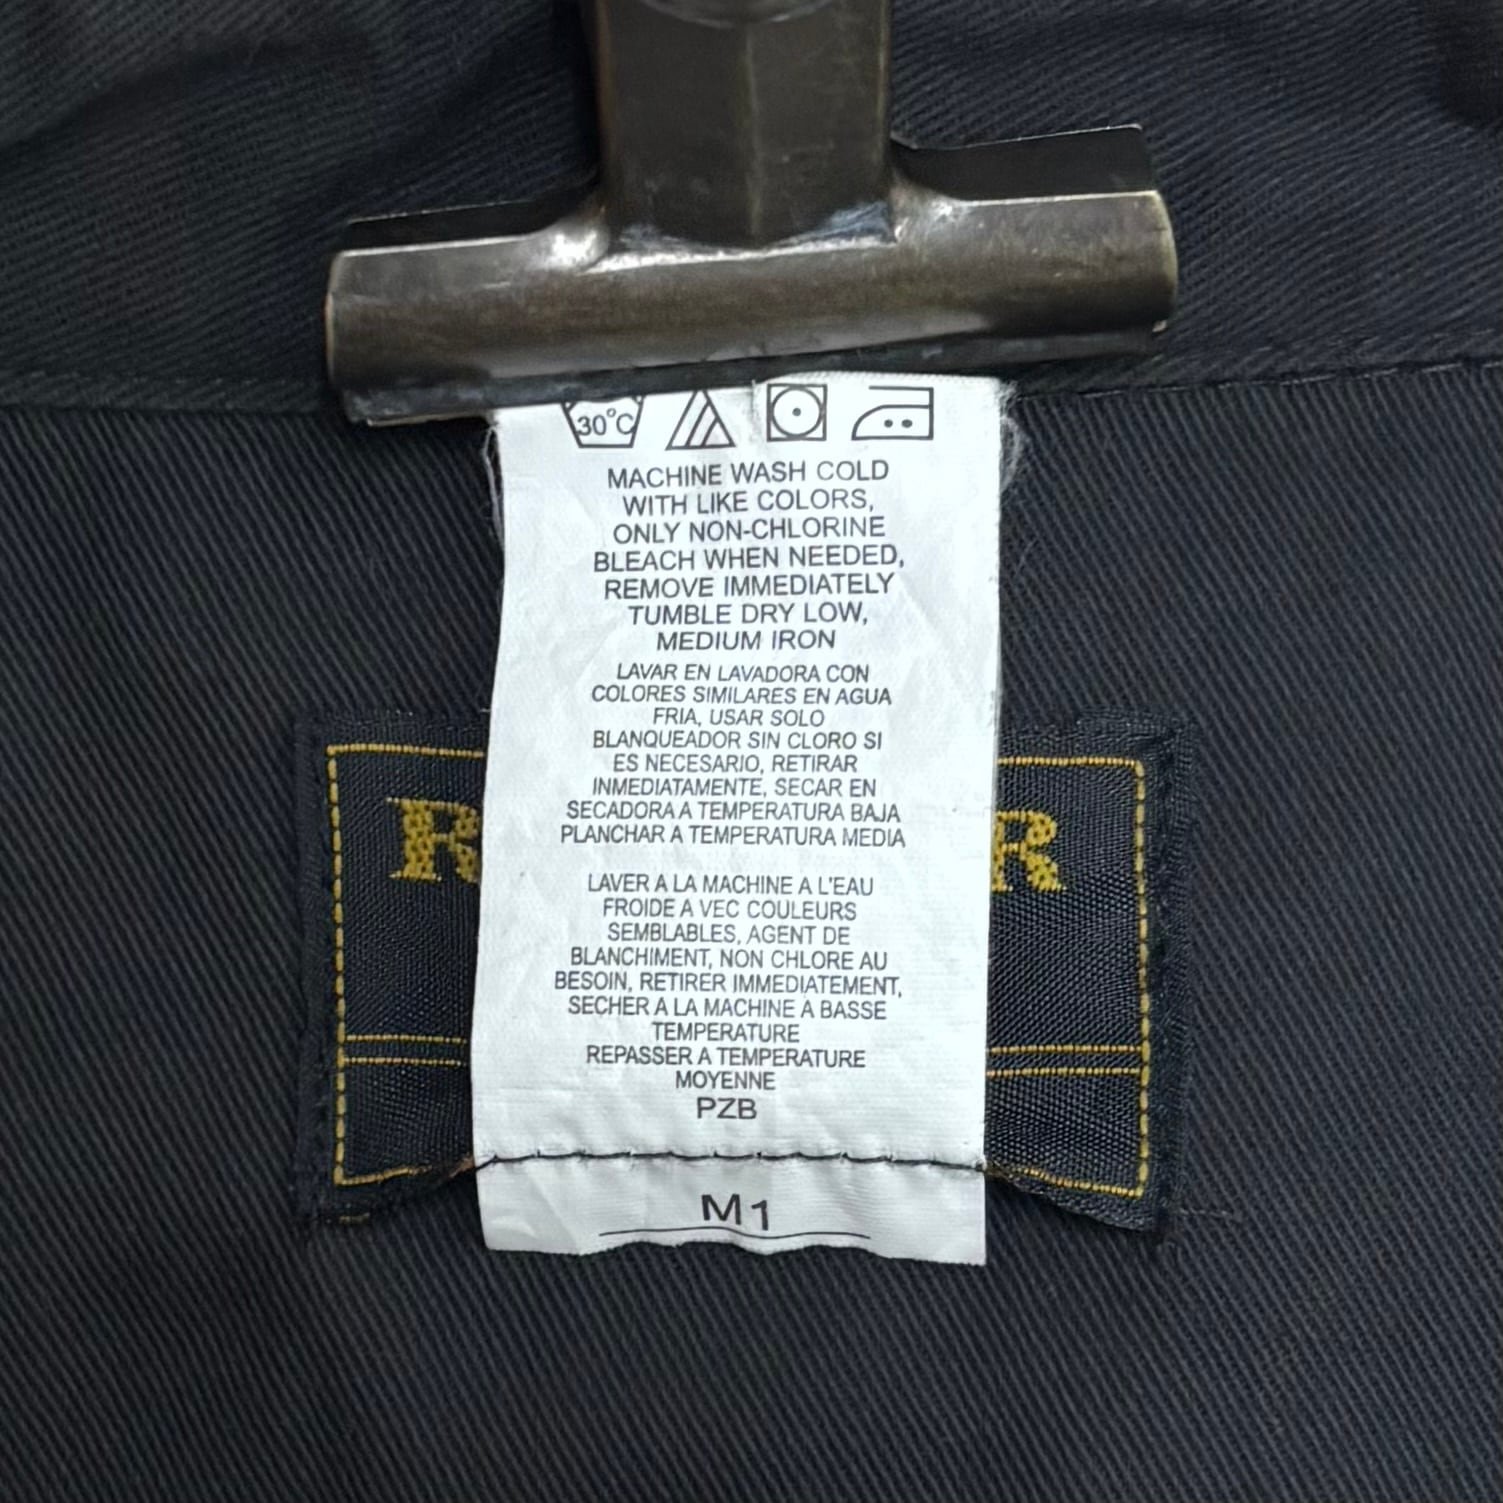 30°C
MACHINE WASH COLD
WITH LIKE COLORS,
ONLY NON-CHLORINE
BLEACH WHEN NEEDED,
REMOVE IMMEDIATELY
TUMBLE DRY LOW,
MEDIUM IRON
LAVAR EN LAVADORA CON
COLORES SIMILARES EN AGUA
FRIA, USAR SOLO
BLANQUEADOR SIN CLORO SI
ES NECESARIO, RETIRAR
INMEDIATAMENTE, SECAR EN
SECADORA A TEMPERATURA BAJA
PLANCHAR A TEMPERATURA MEDIA
LAVER A LA MACHINE A L'EAU
FROIDE A VEC COULEURS
SEMBLABLES, AGENT DE
BLANCHIMENT, NON CHLORE AU
BESOIN, RETIRER IMMEDIATEMENT,
SECHER A LA MACHINE A BASSE
TEMPERATURE
REPASSER A TEMPERATURE
MOYENNE
PZB
M1